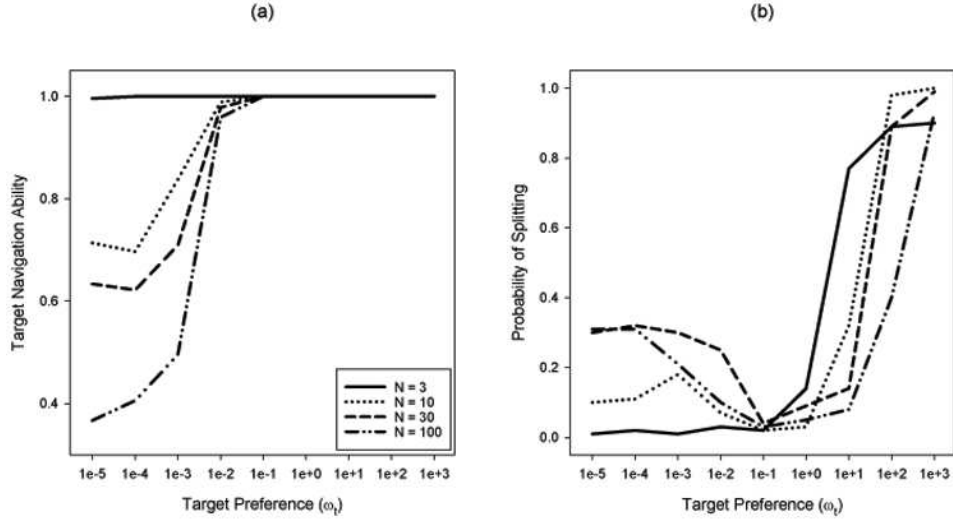 (a)
(b)
Target Navigation Ability
1.0
0.8
0.6
0.4
N = 3
N = 10
N = 30
N = 100
1e-5 1e-4 1e-3 1e-2 1e-1 1e+0 1e+1 1e+2 1e+3
Target Preference (ωt)
Probability of Splitting
1.0
0.8
0.6
0.4
0.2
0.0
1e-5 1e-4 1e-3 1e-2 1e-1 1e+0 1e+1 1e+2 1e+3
Target Preference (ωt)